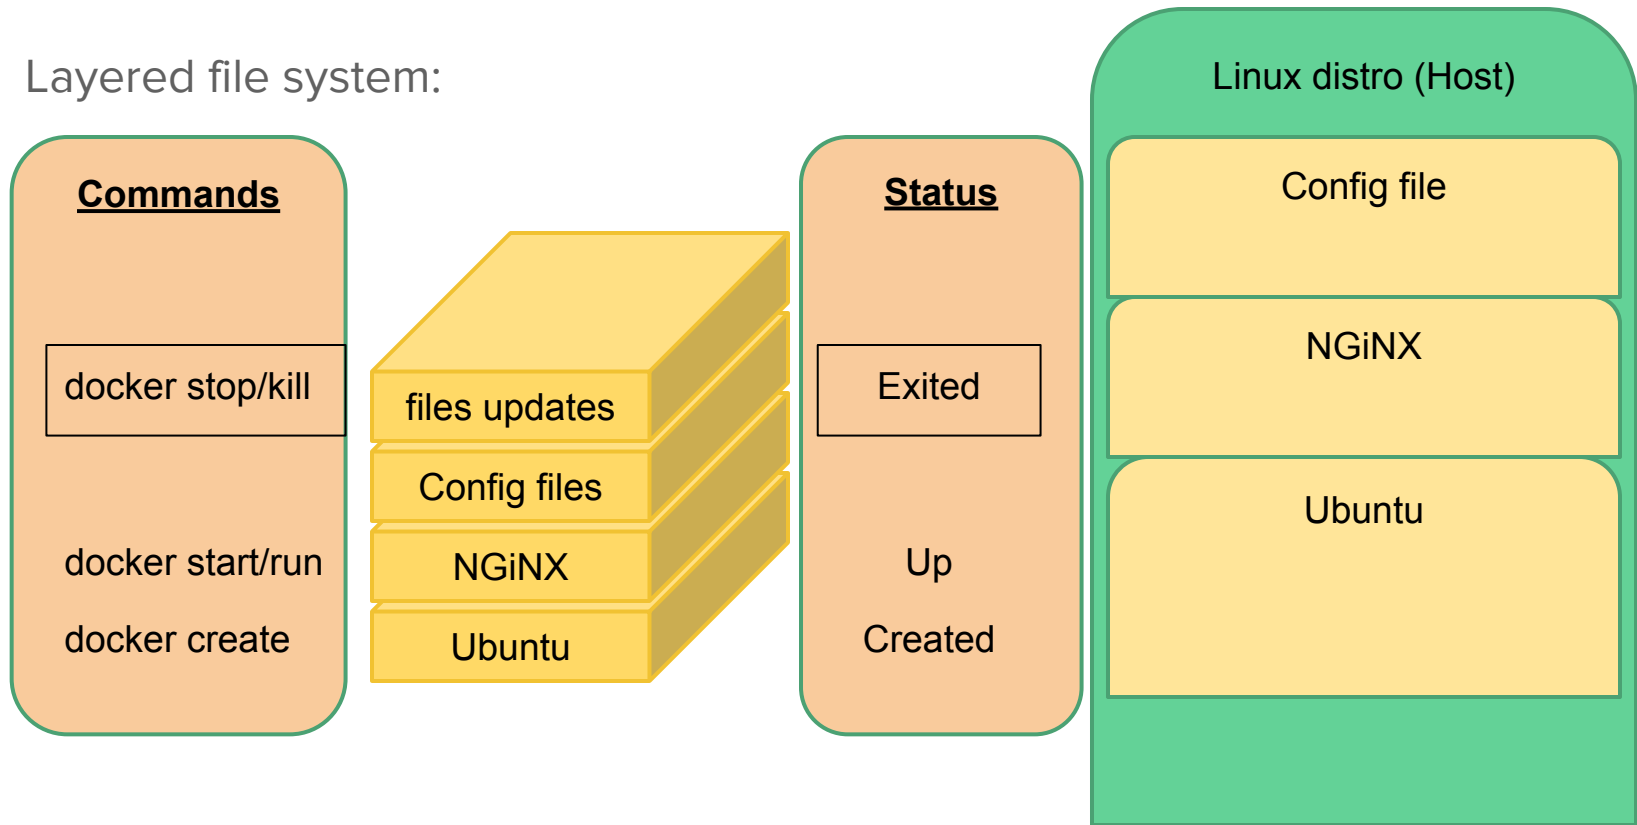 Layered file system:
Commands
docker stop/kill
docker start/run
docker create
files updates
Config files
NGiNX
Ubuntu
Status
Exited
Up
Created
Linux distro (Host)
Config file
NGiNX
Ubuntu